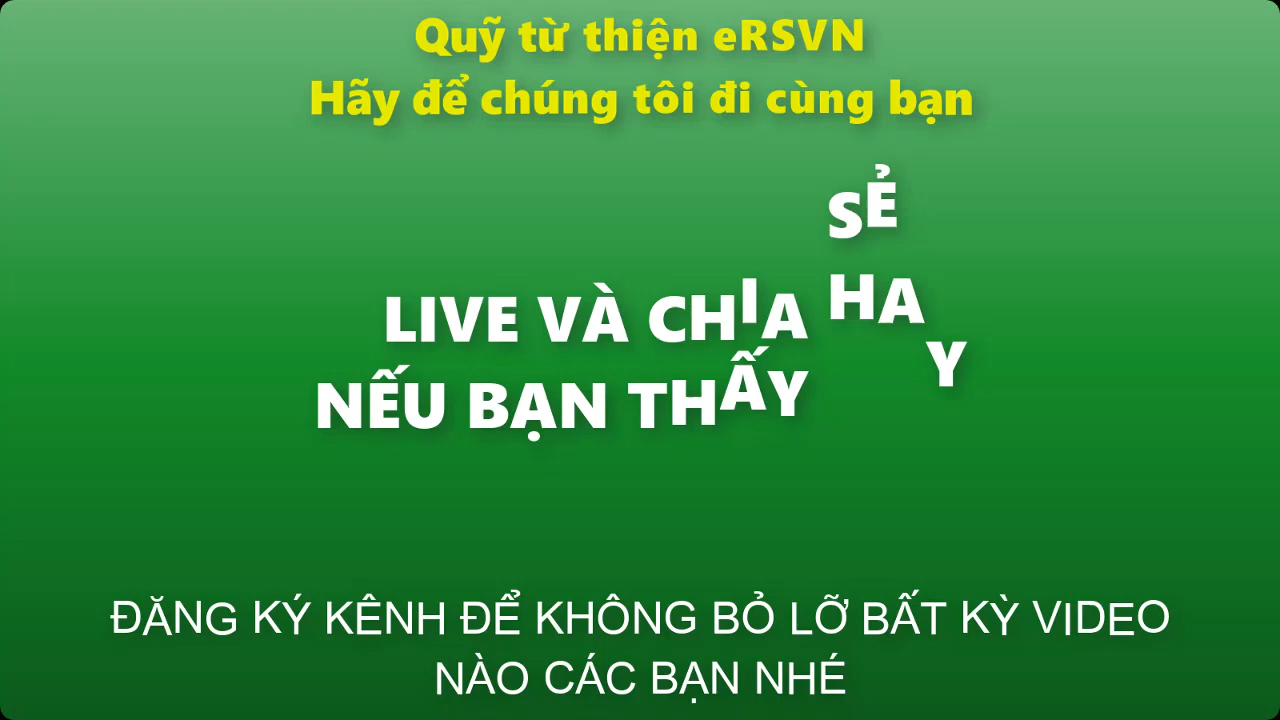 Quỹ từ thiện eRSVN
Hãy để chúng tôi đi cùng bạn
LIVE VÀ CHIA SẺ
NẾU BẠN THẤY HAY
ĐĂNG KÝ KÊNH ĐỂ KHÔNG BỎ LỠ BẤT KỲ VIDEO
NÀO CÁC BẠN NHÉ